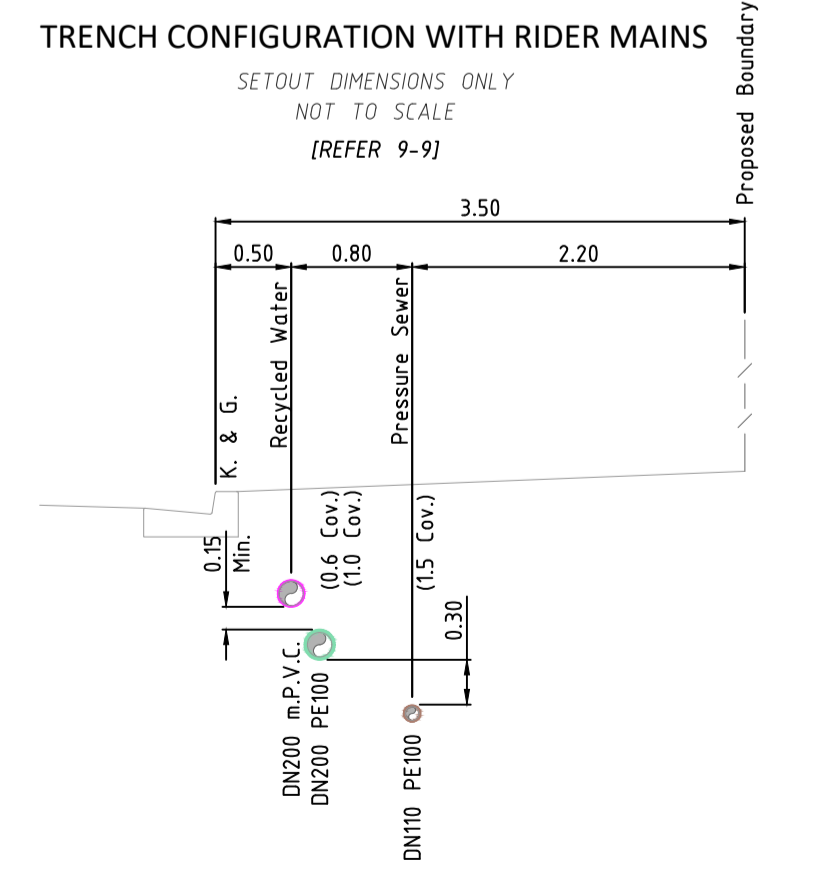 TRENCH CONFIGURATION WITH RIDER MAINS
SETOUT DIMENSIONS ONLY
NOT TO SCALE
[REFER 9-9]
Proposed Boundary
3.50
0.50
0.80
2.20
K. & G.
Recycled Water
Pressure Sewer
0.15
Min.
(0.6 Cov.)
(1.0 Cov.)
(1.5 Cov.)
0.30
DN200 m.P.V.C.
DN200 PE100
DN110 PE100